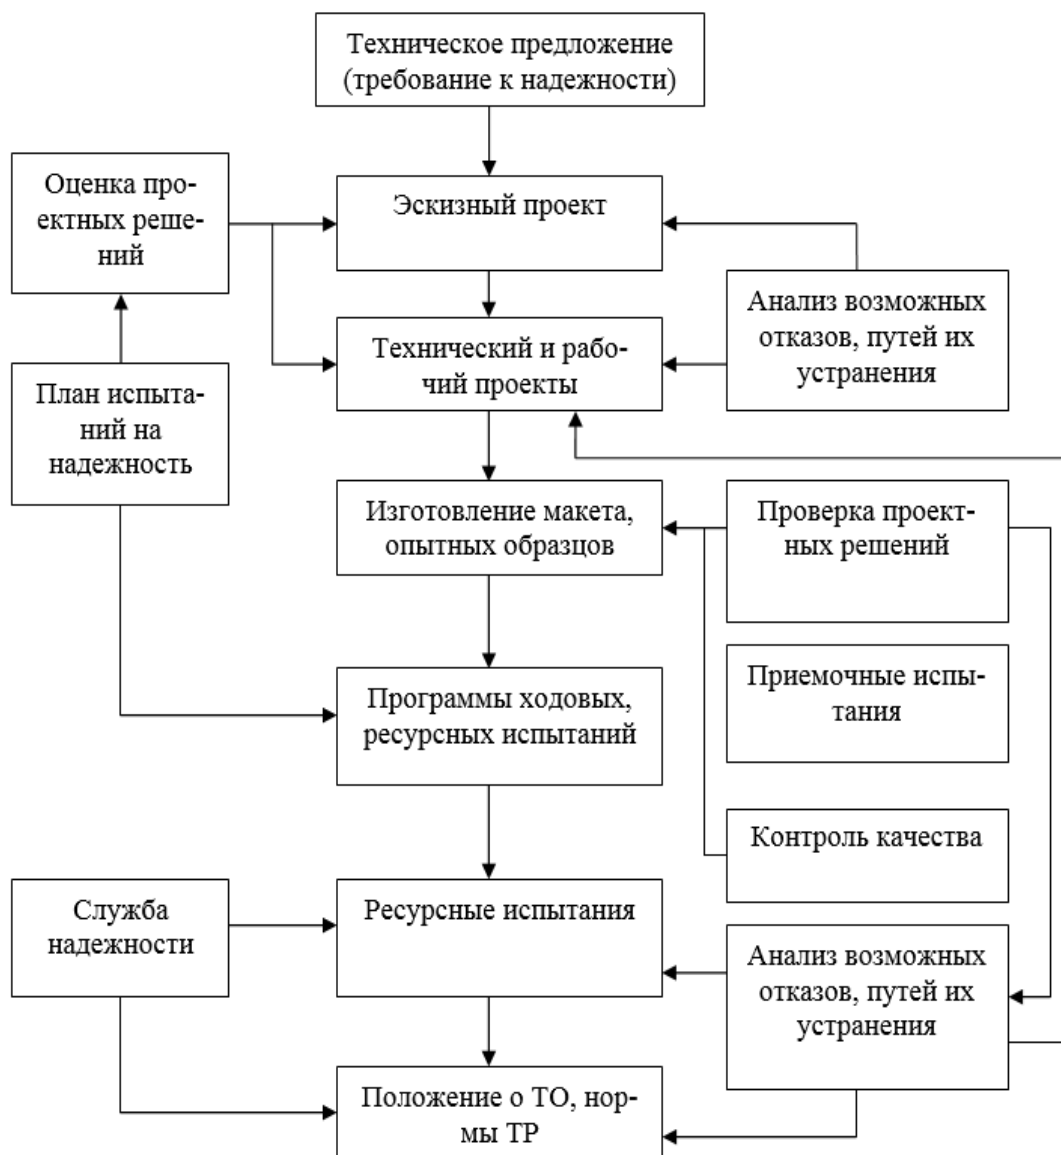 Техническое предложение
(требование к надежности)
Оценка про-
ектных реше-
ний
Эскизный проект
Анализ возможных
отказов, путей их
устранения
Технический и рабо-
чий проекты
План испыта-
ний на
надежность
Изготовление макета,
опытных образцов
Проверка проект-
ных решений
Приемочные испы-
тания
Программы ходовых,
ресурсных испытаний
Контроль качества
Служба
надежности
Ресурсные испытания
Анализ возможных
отказов, путей их
устранения
Положение о ТО, нор-
мы ТР